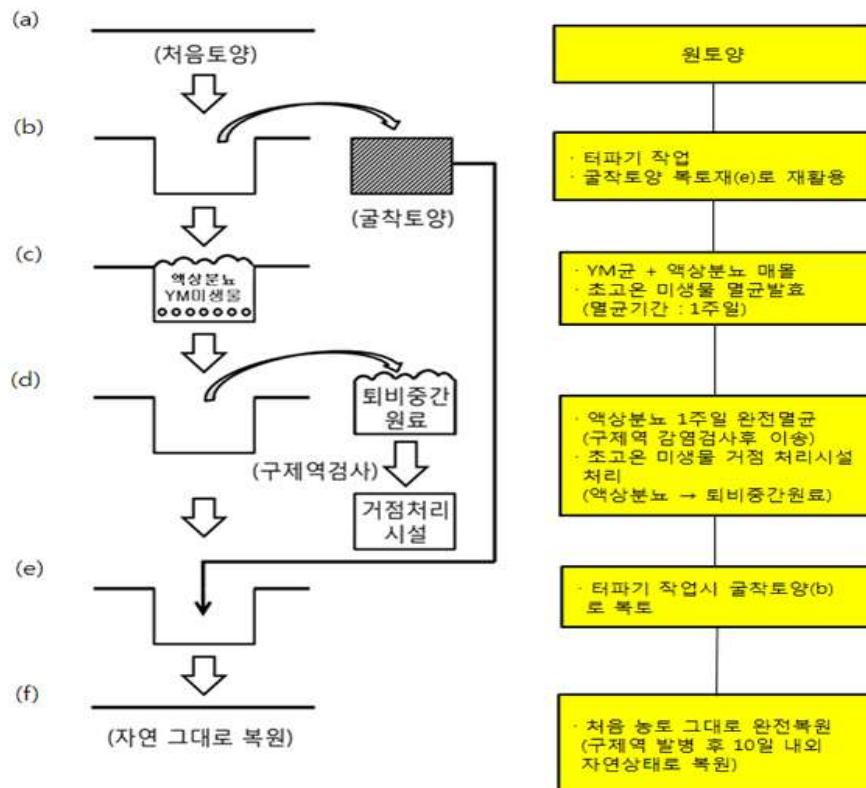 (a)
(처음토양)
원토양
(b)
(굴착토양)
· 터파기 작업
· 굴착토양 복토재(e)로 재활용
(c)
액상분뇨
YM미생물
· YM균 + 액상분뇨 매몰
· 초고온 미생물 멸균발효
(멸균기간 : 1주일)
(d)
퇴비중간
원료
(구제역검사)
거점처리
시설
· 액상분뇨 1주일 완전멸균
(구제역 감염검사후 이송)
· 초고온 미생물 거점 처리시설
처리
(액상분뇨 → 퇴비중간원료)
(e)
· 터파기 작업시 굴착토양(b)
로 복토
(f)
(자연 그대로 복원)
· 처음 농토 그대로 완전복원
(구제역 발병 후 10일 내외
자연상태로 복원)